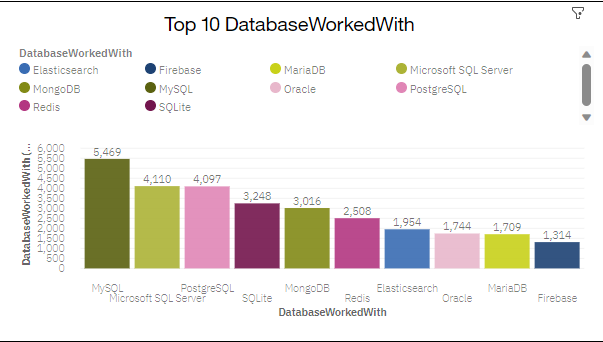 Top 10 DatabaseWorkedWith
DatabaseWorkedWith
Elasticsearch Firebase MariaDB Microsoft SQL Server
MongoDB MySQL Oracle PostgreSQL
Redis SQLite
DatabaseWorkedWith (...
6,000
5,500
5,000
4,500
4,000
3,500
3,000
2,500
2,000
1,500
1,000
500
0
5,469
4,110
4,097
3,248
3,016
2,508
1,954
1,744
1,709
1,314
MySQL PostgreSQL MongoDB Elasticsearch MariaDB
Microsoft SQL Server SQLite Redis Oracle Firebase
DatabaseWorkedWith